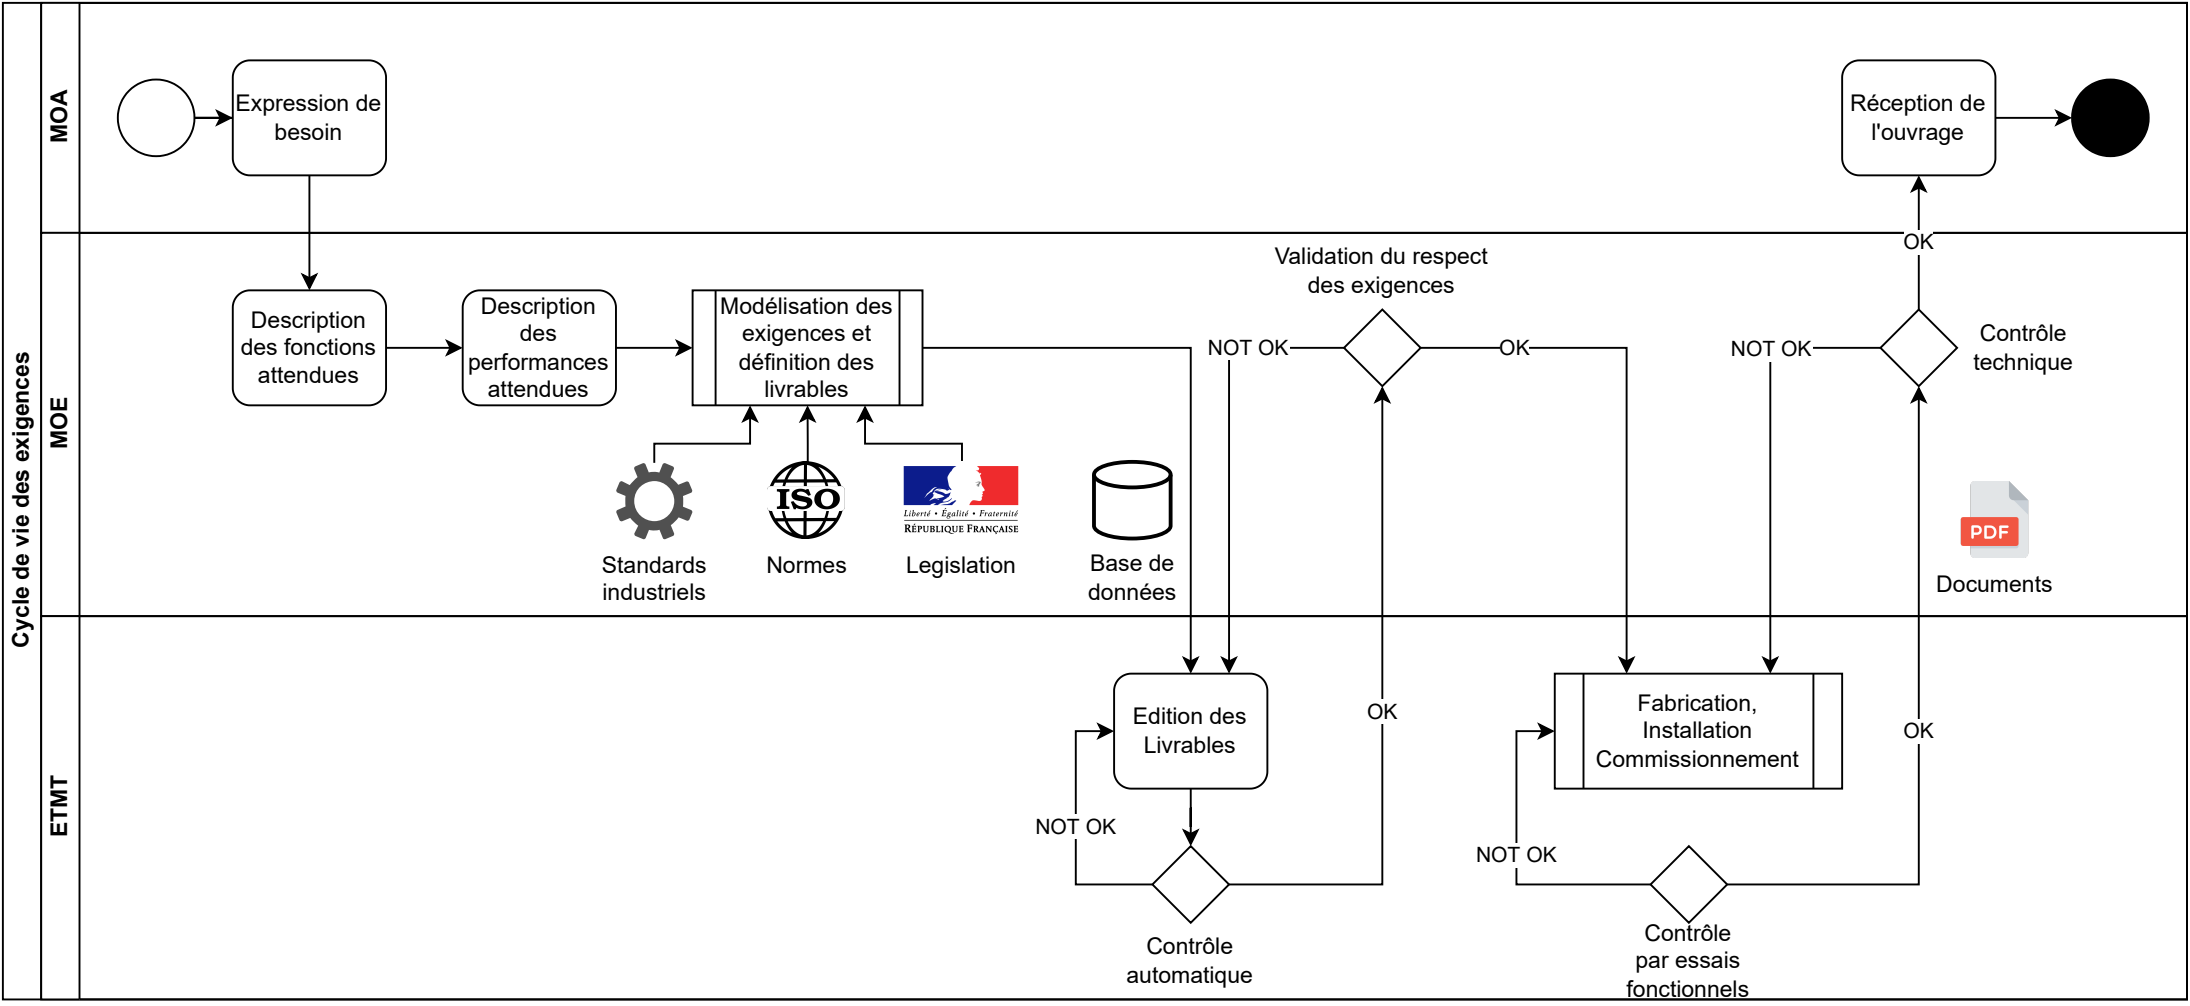 Cycle de vie des exigences
MOA
Expression de
besoin
Réception de
l'ouvrage
OK
MOE
Description
des fonctions
attendues
Description
des
performances
attendues
Modélisation des
exigences et
définition des
livrables
Validation du respect
des exigences
NOT OK
OK
NOT OK
Contrôle
technique
ISO
Liberté • Égalité • Fraternité
RÉPUBLIQUE FRANÇAISE
Standards
industriels
Normes
Legislation
Base de
données
PDF
Documents
ETMT
Edition des
Livrables
OK
NOT OK
Contrôle
automatique
Fabrication,
Installation
Commissionnement
OK
NOT OK
Contrôle
par essais
fonctionnels